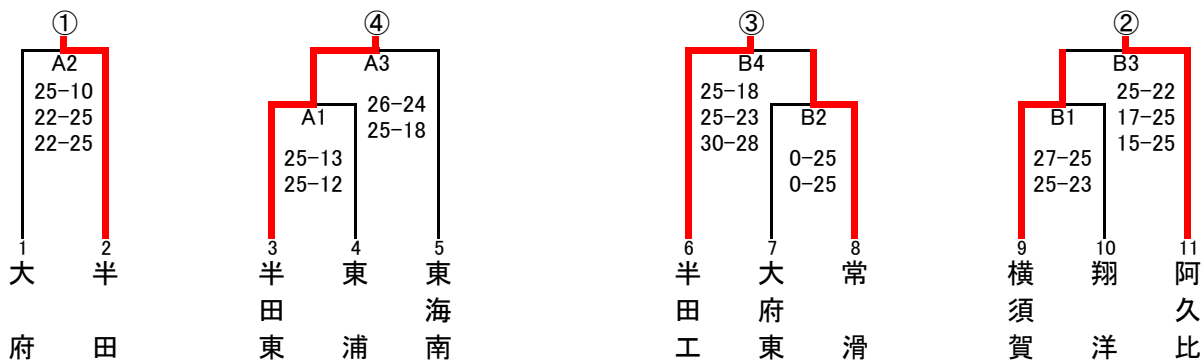 ① ④ ③ ②
A2 A3 B4 B3
25-10
22-25
22-25
26-24
25-18
A1
25-13
25-12
25-18
25-23
30-28
B2
0-25
0-25
25-22
17-25
15-25
B1
27-25
25-23
1 2 3 4 5 6 7 8 9 10 11
大府
半田
半田東
東浦
東海南
半田工
大府東
常滑
横須賀
翔洋
阿久比